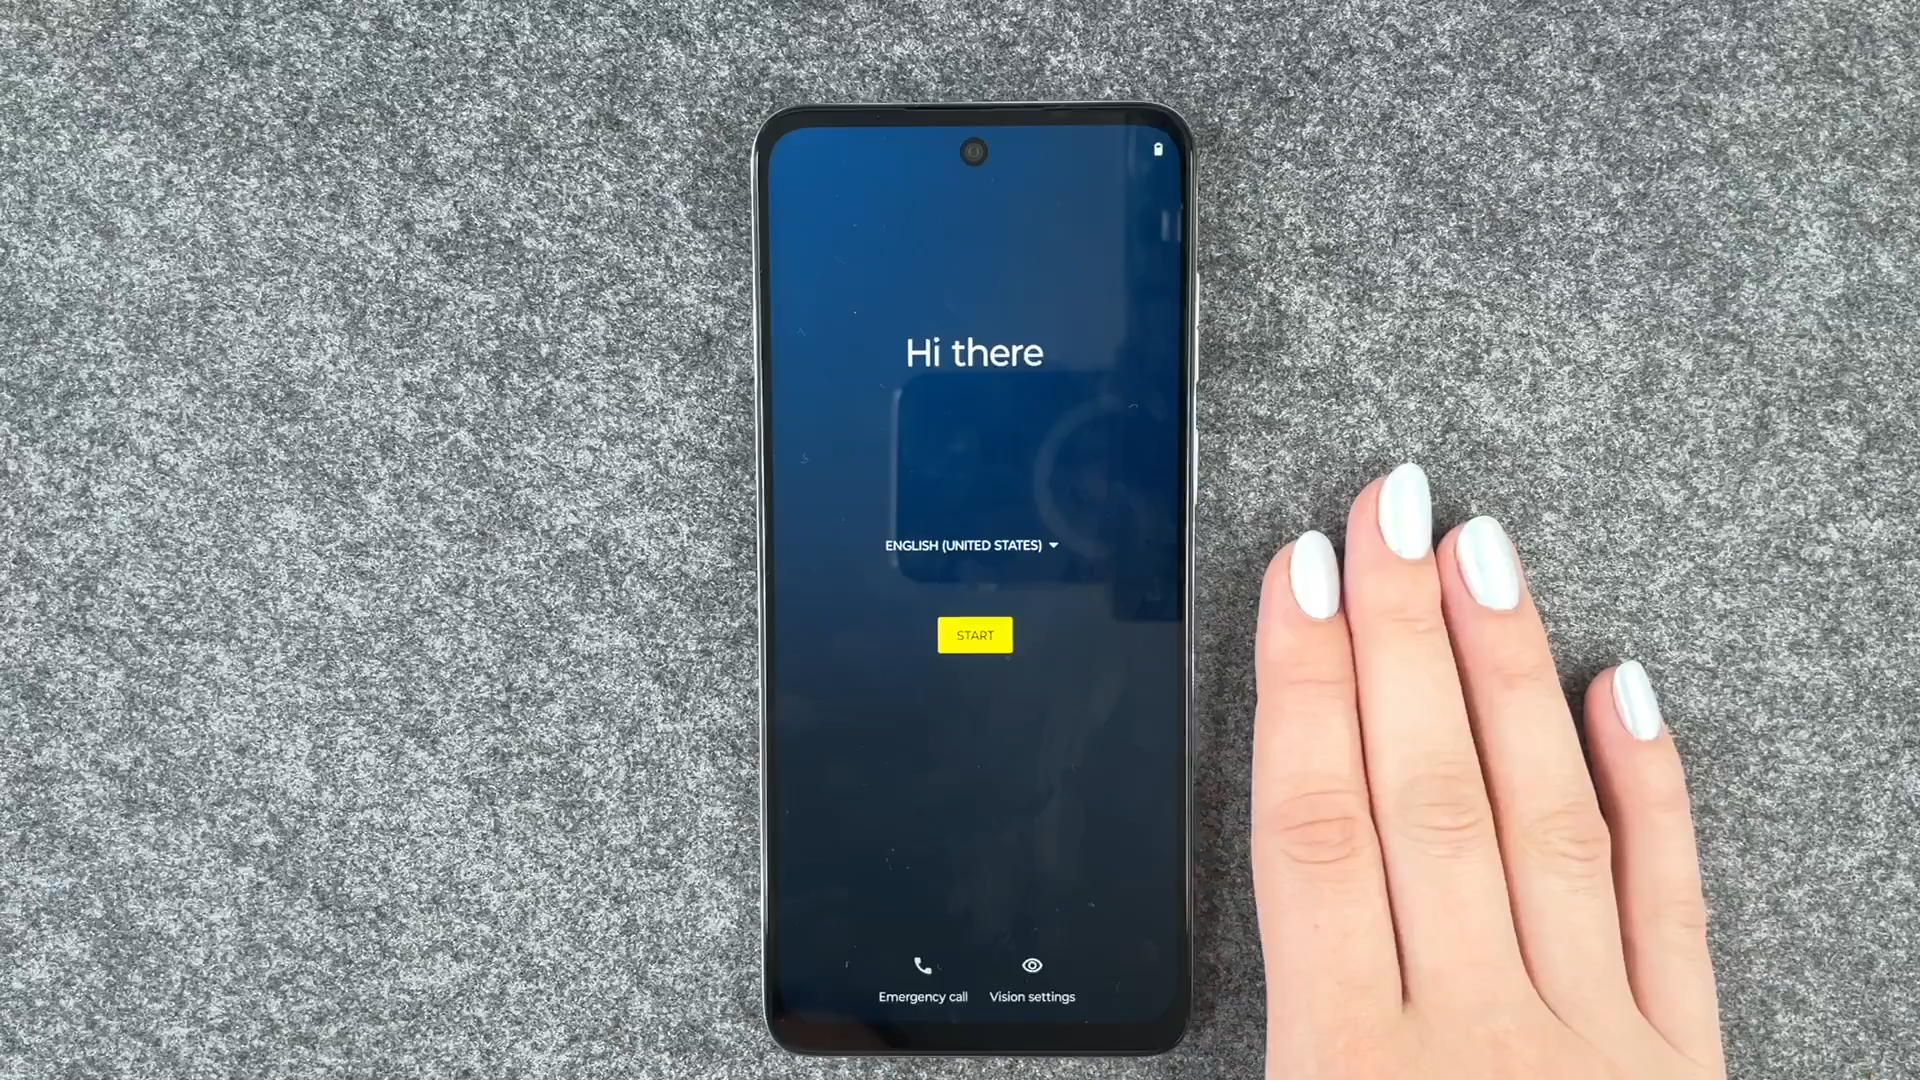 Hi there
ENGLISH (UNITED STATES)
START
Emergency call
Vision settings